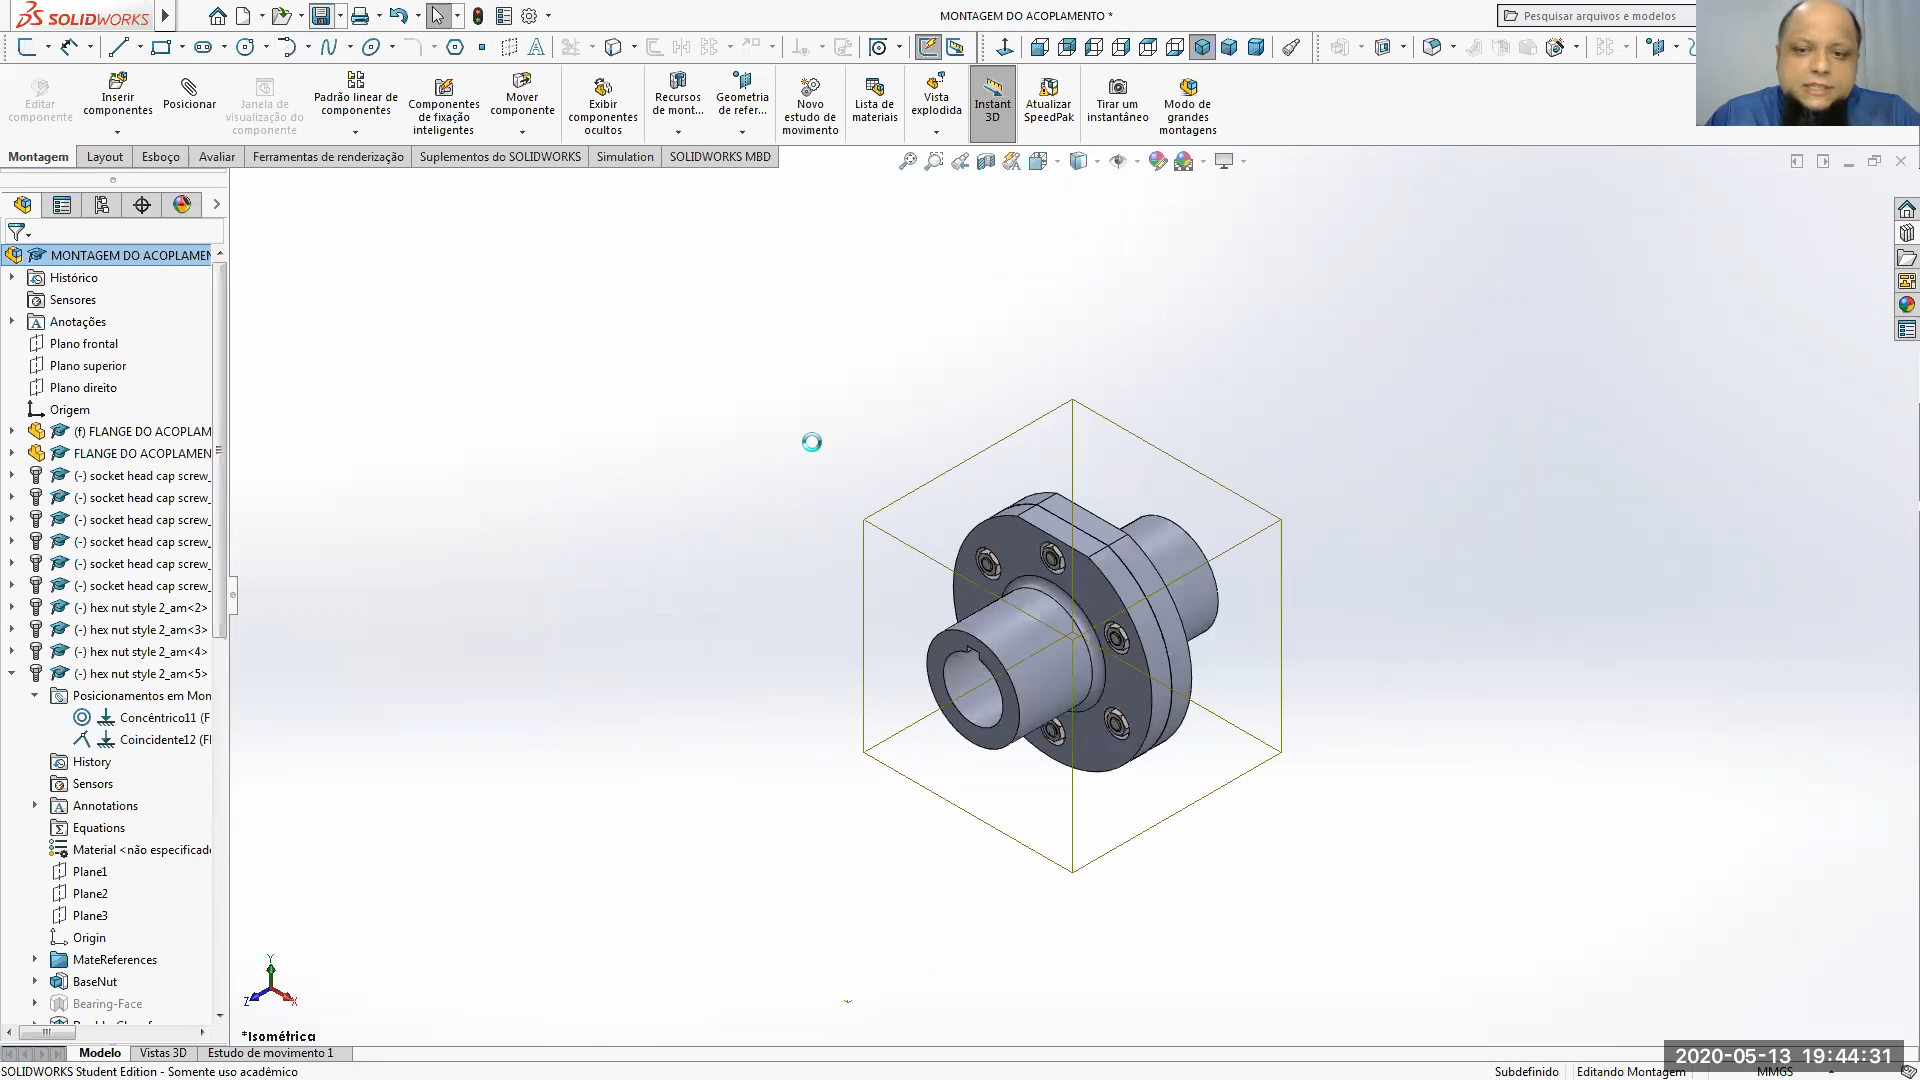 SOLIDWORKS
MONTAGEM DO ACOPLAMENTO *
Pesquisar arquivos e modelos
Editar componente
Inserir componentes
Posicionar
Janela de visualização do componente
Padrão linear de componentes
Componentes de fixação inteligentes
Mover componente
Exibir componentes ocultos
Recursos de mont...
Geometria de refer...
Novo estudo de movimento
Lista de materiais
Vista explodida
Instant 3D
Atualizar SpeedPak
Tirar um instantâneo
Modo de grandes montagens
Montagem
Layout
Esboço
Avaliar
Ferramentas de renderização
Suplementos do SOLIDWORKS
Simulation
SOLIDWORKS MBD
MONTAGEM DO ACOPLAMEN
Histórico
Sensores
Anotações
Plano frontal
Plano superior
Plano direito
Origem
(f) FLANGE DO ACOPLAM
FLANGE DO ACOPLAMEN
(-) socket head cap screw_
(-) socket head cap screw_
(-) socket head cap screw_
(-) socket head cap screw_
(-) socket head cap screw_
(-) socket head cap screw_
(-) hex nut style 2_am<2>
(-) hex nut style 2_am<3>
(-) hex nut style 2_am<4>
(-) hex nut style 2_am<5>
Posicionamentos em Mon
Concêntrico11 (F
Coincidente12 (Fl
History
Sensors
Annotations
Equations
Material <não especificado
Plane1
Plane2
Plane3
Origin
MateReferences
BaseNut
Bearing-Face
Y
Z
X
*Isométrica
Modelo
Vistas 3D
Estudo de movimento 1
2020-05-13 19:44:31
SOLIDWORKS Student Edition - Somente uso acadêmico
Subdefinido
Editando Montagem
MMGS